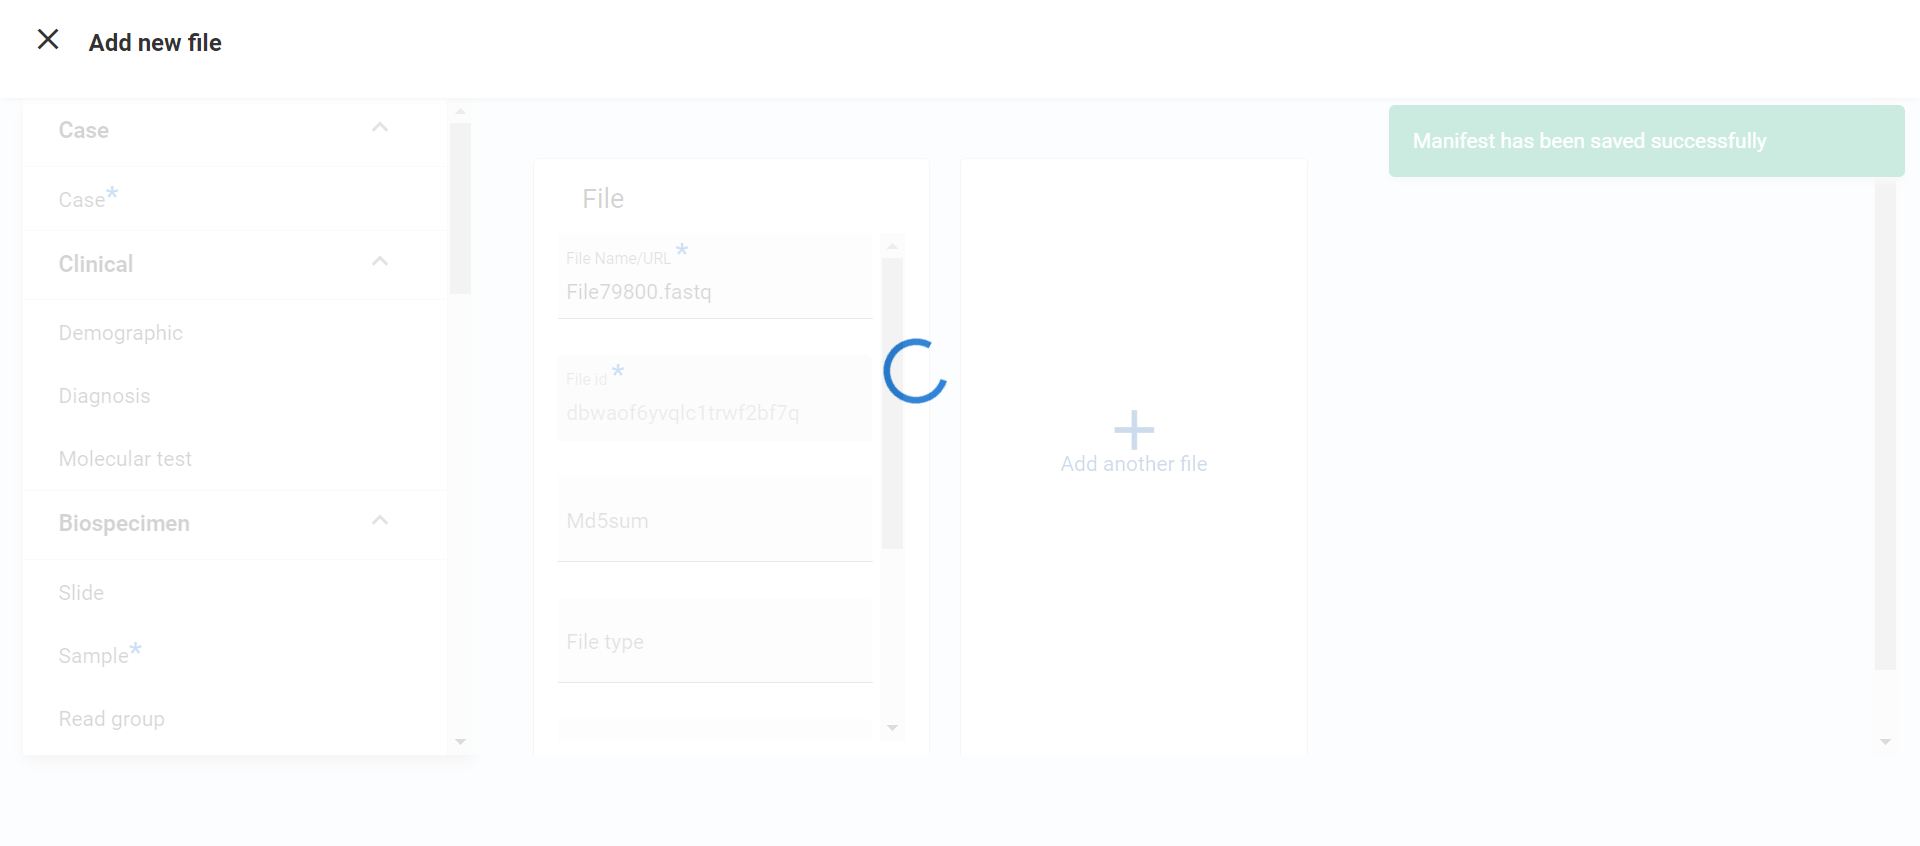 Add new file
Manifest has been saved successfully
Case
Case*
Clinical
Demographic
Diagnosis
Molecular test
Biospecimen
Slide
Sample*
Read group
File
File Name/URL *
File79800.fastq
File id *
dbwaof6yvqlc1trwf2bf7q
Md5sum
File type
Add another file